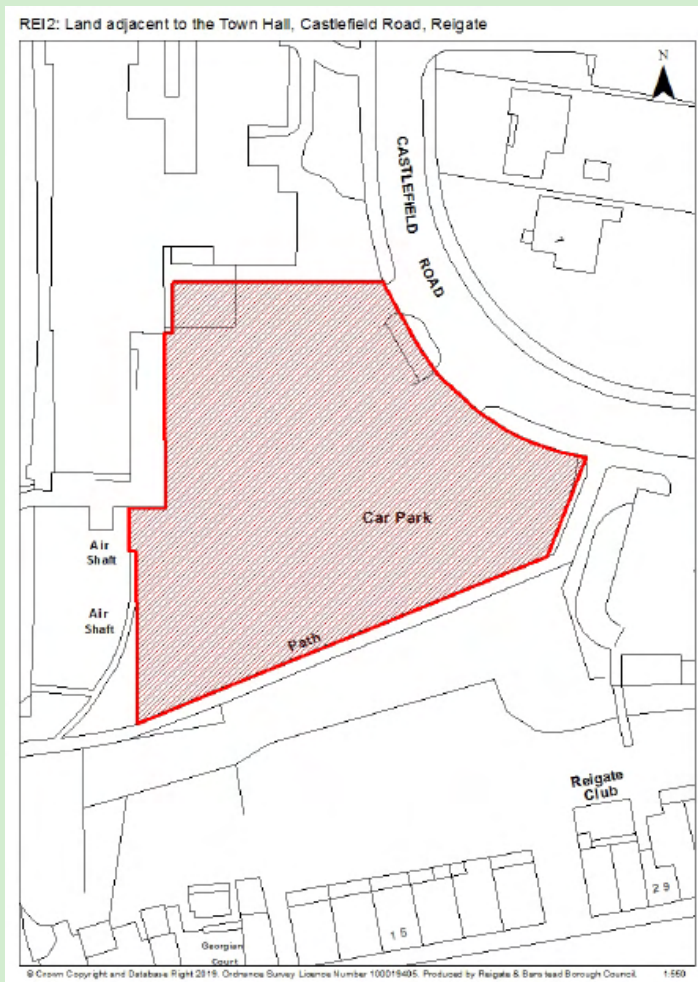 REI2: Land adjacent to the Town Hall, Castlefield Road, Reigate
N
CASTLEFIELD
ROAD
7
Car Park
Air
Shaft
Air
Shaft
Path
Reigate
Club
29
15
Georgian
Court
© Crown Copyright and Database Right 2019. Ordnance Survey Licence Number 100019405. Produced by Reigate & Banstead Borough Council. 1:550